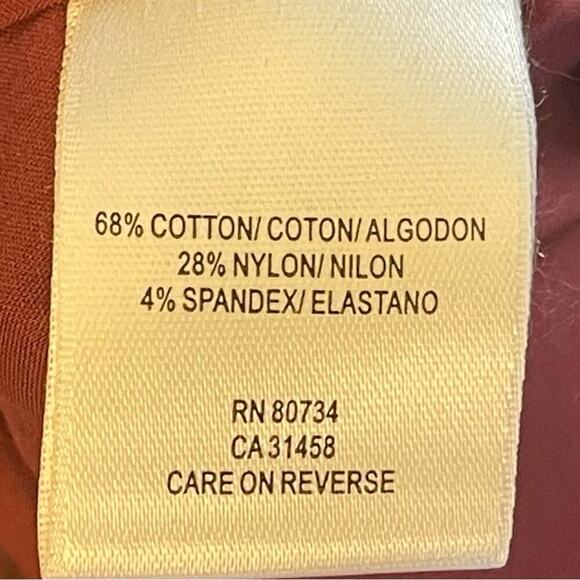 68% COTTON/ COTON/ ALGODON
28% NYLON/ NILON
4% SPANDEX/ ELASTANO
RN 80734
CA 31458
CARE ON REVERSE